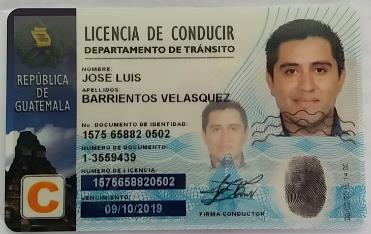 LICENCIA DE CONDUCIR
DEPARTAMENTO DE TRÁNSITO
REPÚBLICA
DE
GUATEMALA
NOMBRE:
JOSE LUIS
APELLIDOS:
BARRIENTOS VELASQUEZ
No DOCUMENTO DE IDENTIDAD:
1575 65882 0502
NUMERO DE DOCUMENTO:
1-3559439
NUMERO DE LICENCIA:
1575658820502
VENCIMIENTO:
09/10/2019
FIRMA CONDUCTOR
C